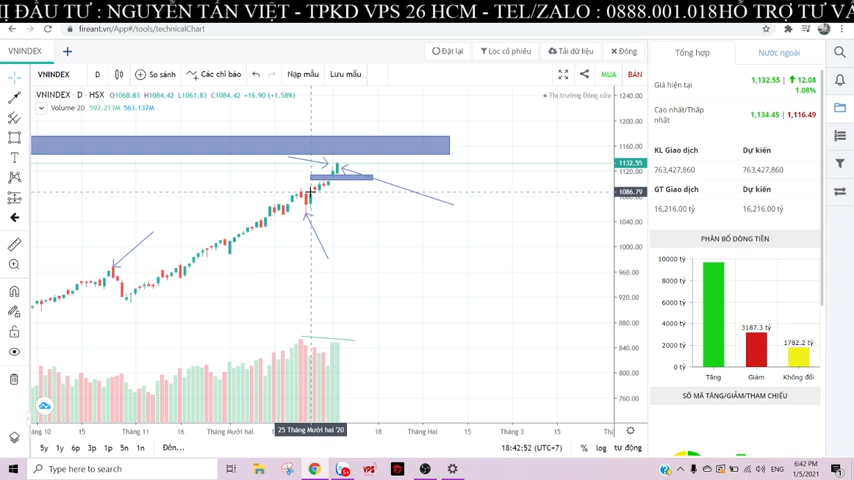 Ị ĐẦU TƯ : NGUYỄN TẤN VIỆT - TPKD VPS 26 HCM - TEL/ZALO : 0888.001.018HỖ TRỢ TƯ VẤ
fireant.vn/App#/tools/technicalChart
VNINDEX
Đặt lại
Lọc cổ phiếu
Tải dữ liệu
Đóng
Tổng hợp
Nước ngoài
VNINDEX D So sánh Các chỉ báo Nạp mẫu Lưu mẫu MUA BÁN
VNINDEX · D · HSX O1068.83 H1084.42 L1061.83 C1084.42 +16.90 (+1.58%)
Thị trường Đóng cửa
Volume 20 592.213M 563.137M
1240.00
1200.00
1160.00
1132.55
1120.00
1086.79
1040.00
1000.00
960.00
920.00
880.00
840.00
800.00
760.00
Giá hiện tại
1,132.55 | 12.08
1.08%
Cao nhất/Thấp nhất
1,134.45 | 1,116.49
KL Giao dịch Dự kiến
763,427,860 763,427,860
GT Giao dịch Dự kiến
16,216.00 tỷ 16,216.00 tỷ
PHÂN BỔ DÒNG TIỀN
10000 tỷ
8000 tỷ
6000 tỷ
4000 tỷ
2000 tỷ
0 tỷ
3187.3 tỷ
1782.2 tỷ
Tăng Giảm Không đổi
SỐ MÃ TĂNG/GIẢM/THAM CHIẾU
15 Tháng 11 16 Tháng Mười hai 25 Tháng Mười hai '20 18 Tháng Hai 15 Tháng 3 15
5y 1y 6p 3p 1p 5n 1n Đến...
18:42:52 (UTC+7) % log tự động
Type here to search
VPS
ENG
6:42 PM
1/5/2021